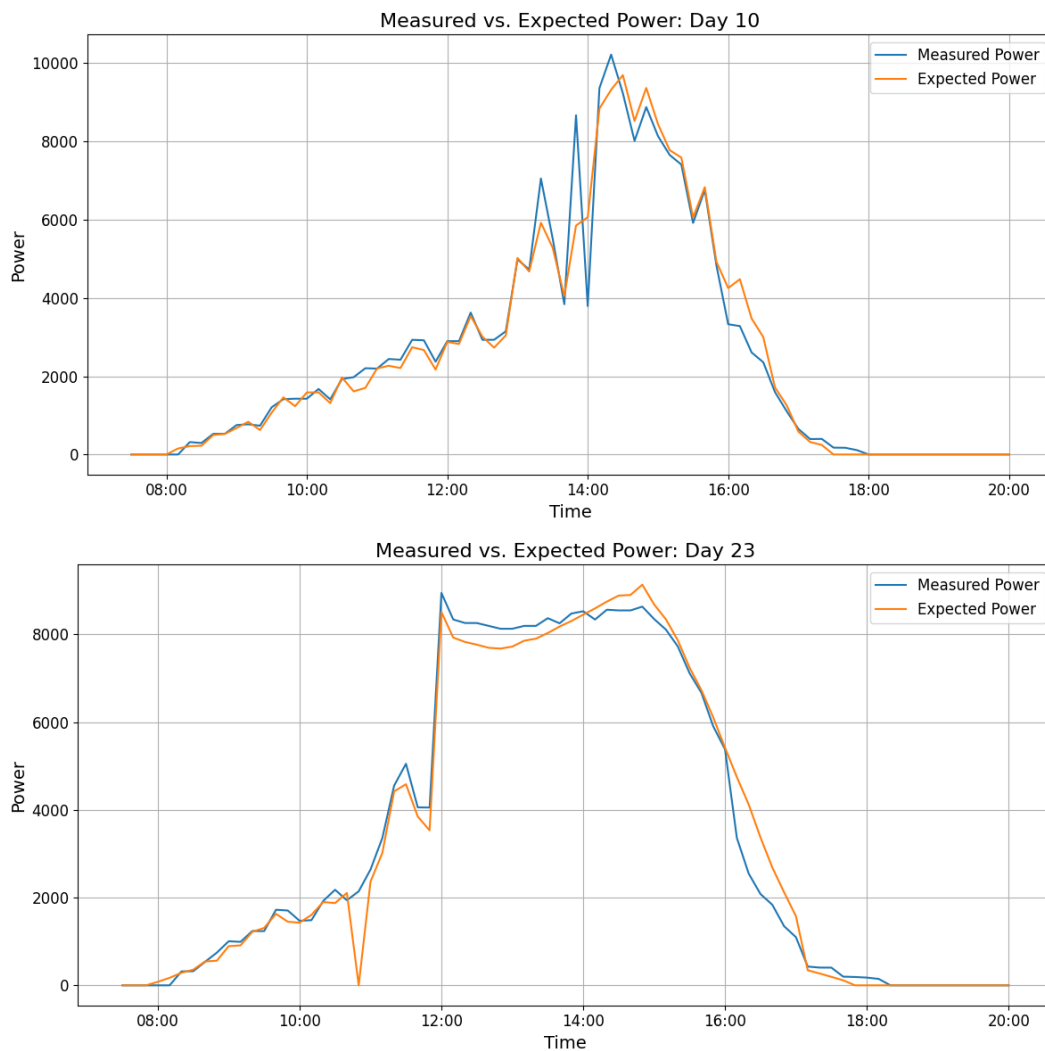 Measured vs. Expected Power: Day 10
Measured Power
Expected Power
10000
8000
6000
4000
2000
0
Power
08:00 10:00 12:00 14:00 16:00 18:00 20:00
Time
Measured vs. Expected Power: Day 23
Measured Power
Expected Power
8000
6000
4000
2000
0
Power
08:00 10:00 12:00 14:00 16:00 18:00 20:00
Time